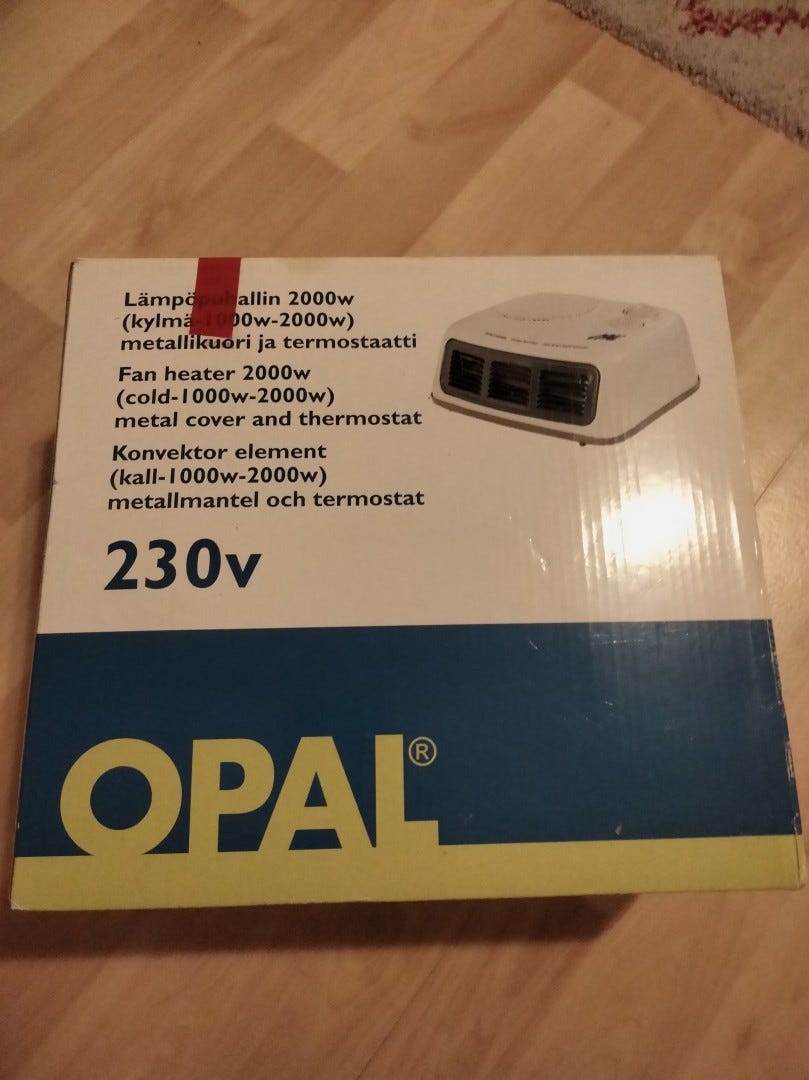 Lämpöpuhallin 2000w
(kylmä-1000w-2000w)
metallikuori ja termostaatti
Fan heater 2000w
(cold-1000w-2000w)
metal cover and thermostat
Konvektor element
(kall-1000w-2000w)
metallmantel och termostat
230v
OPAL®